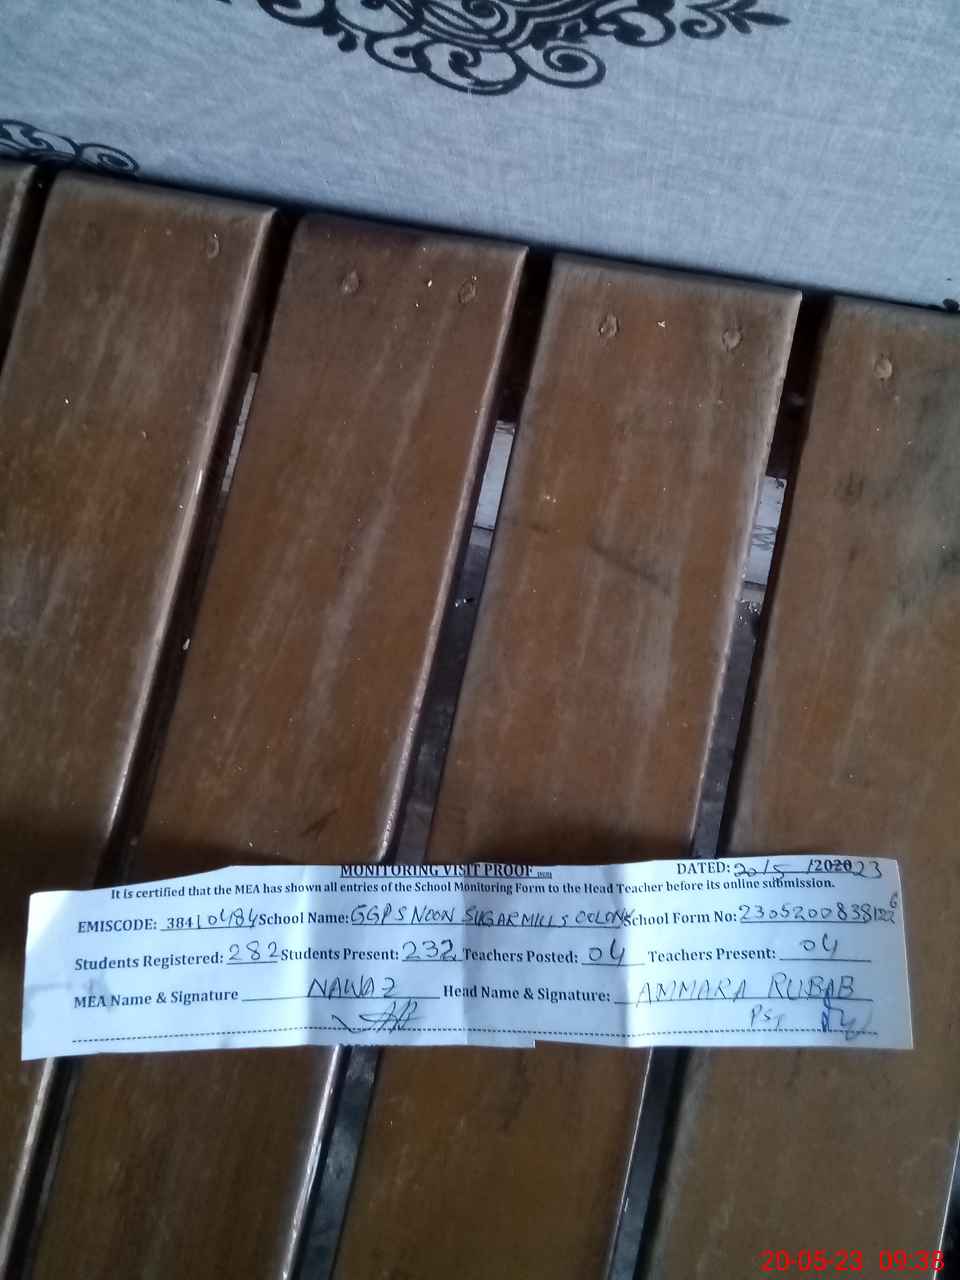 MONITORING VISIT PROOF
DATED: 20/5 /202023
It is certified that the MEA has shown all entries of the School Monitoring Form to the Head Teacher before its online submission.
EMISCODE: 38410484 School Name: GGPS NOON SUGAR MILLS COLONY School Form No:
Students Registered: 282 Students Present: 232 Teachers Posted: 04 Teachers Present: 04
MEA Name & Signature NAWAZ Head Name & Signature: AMMARA RUBAB
PST
20-05-23 09:38